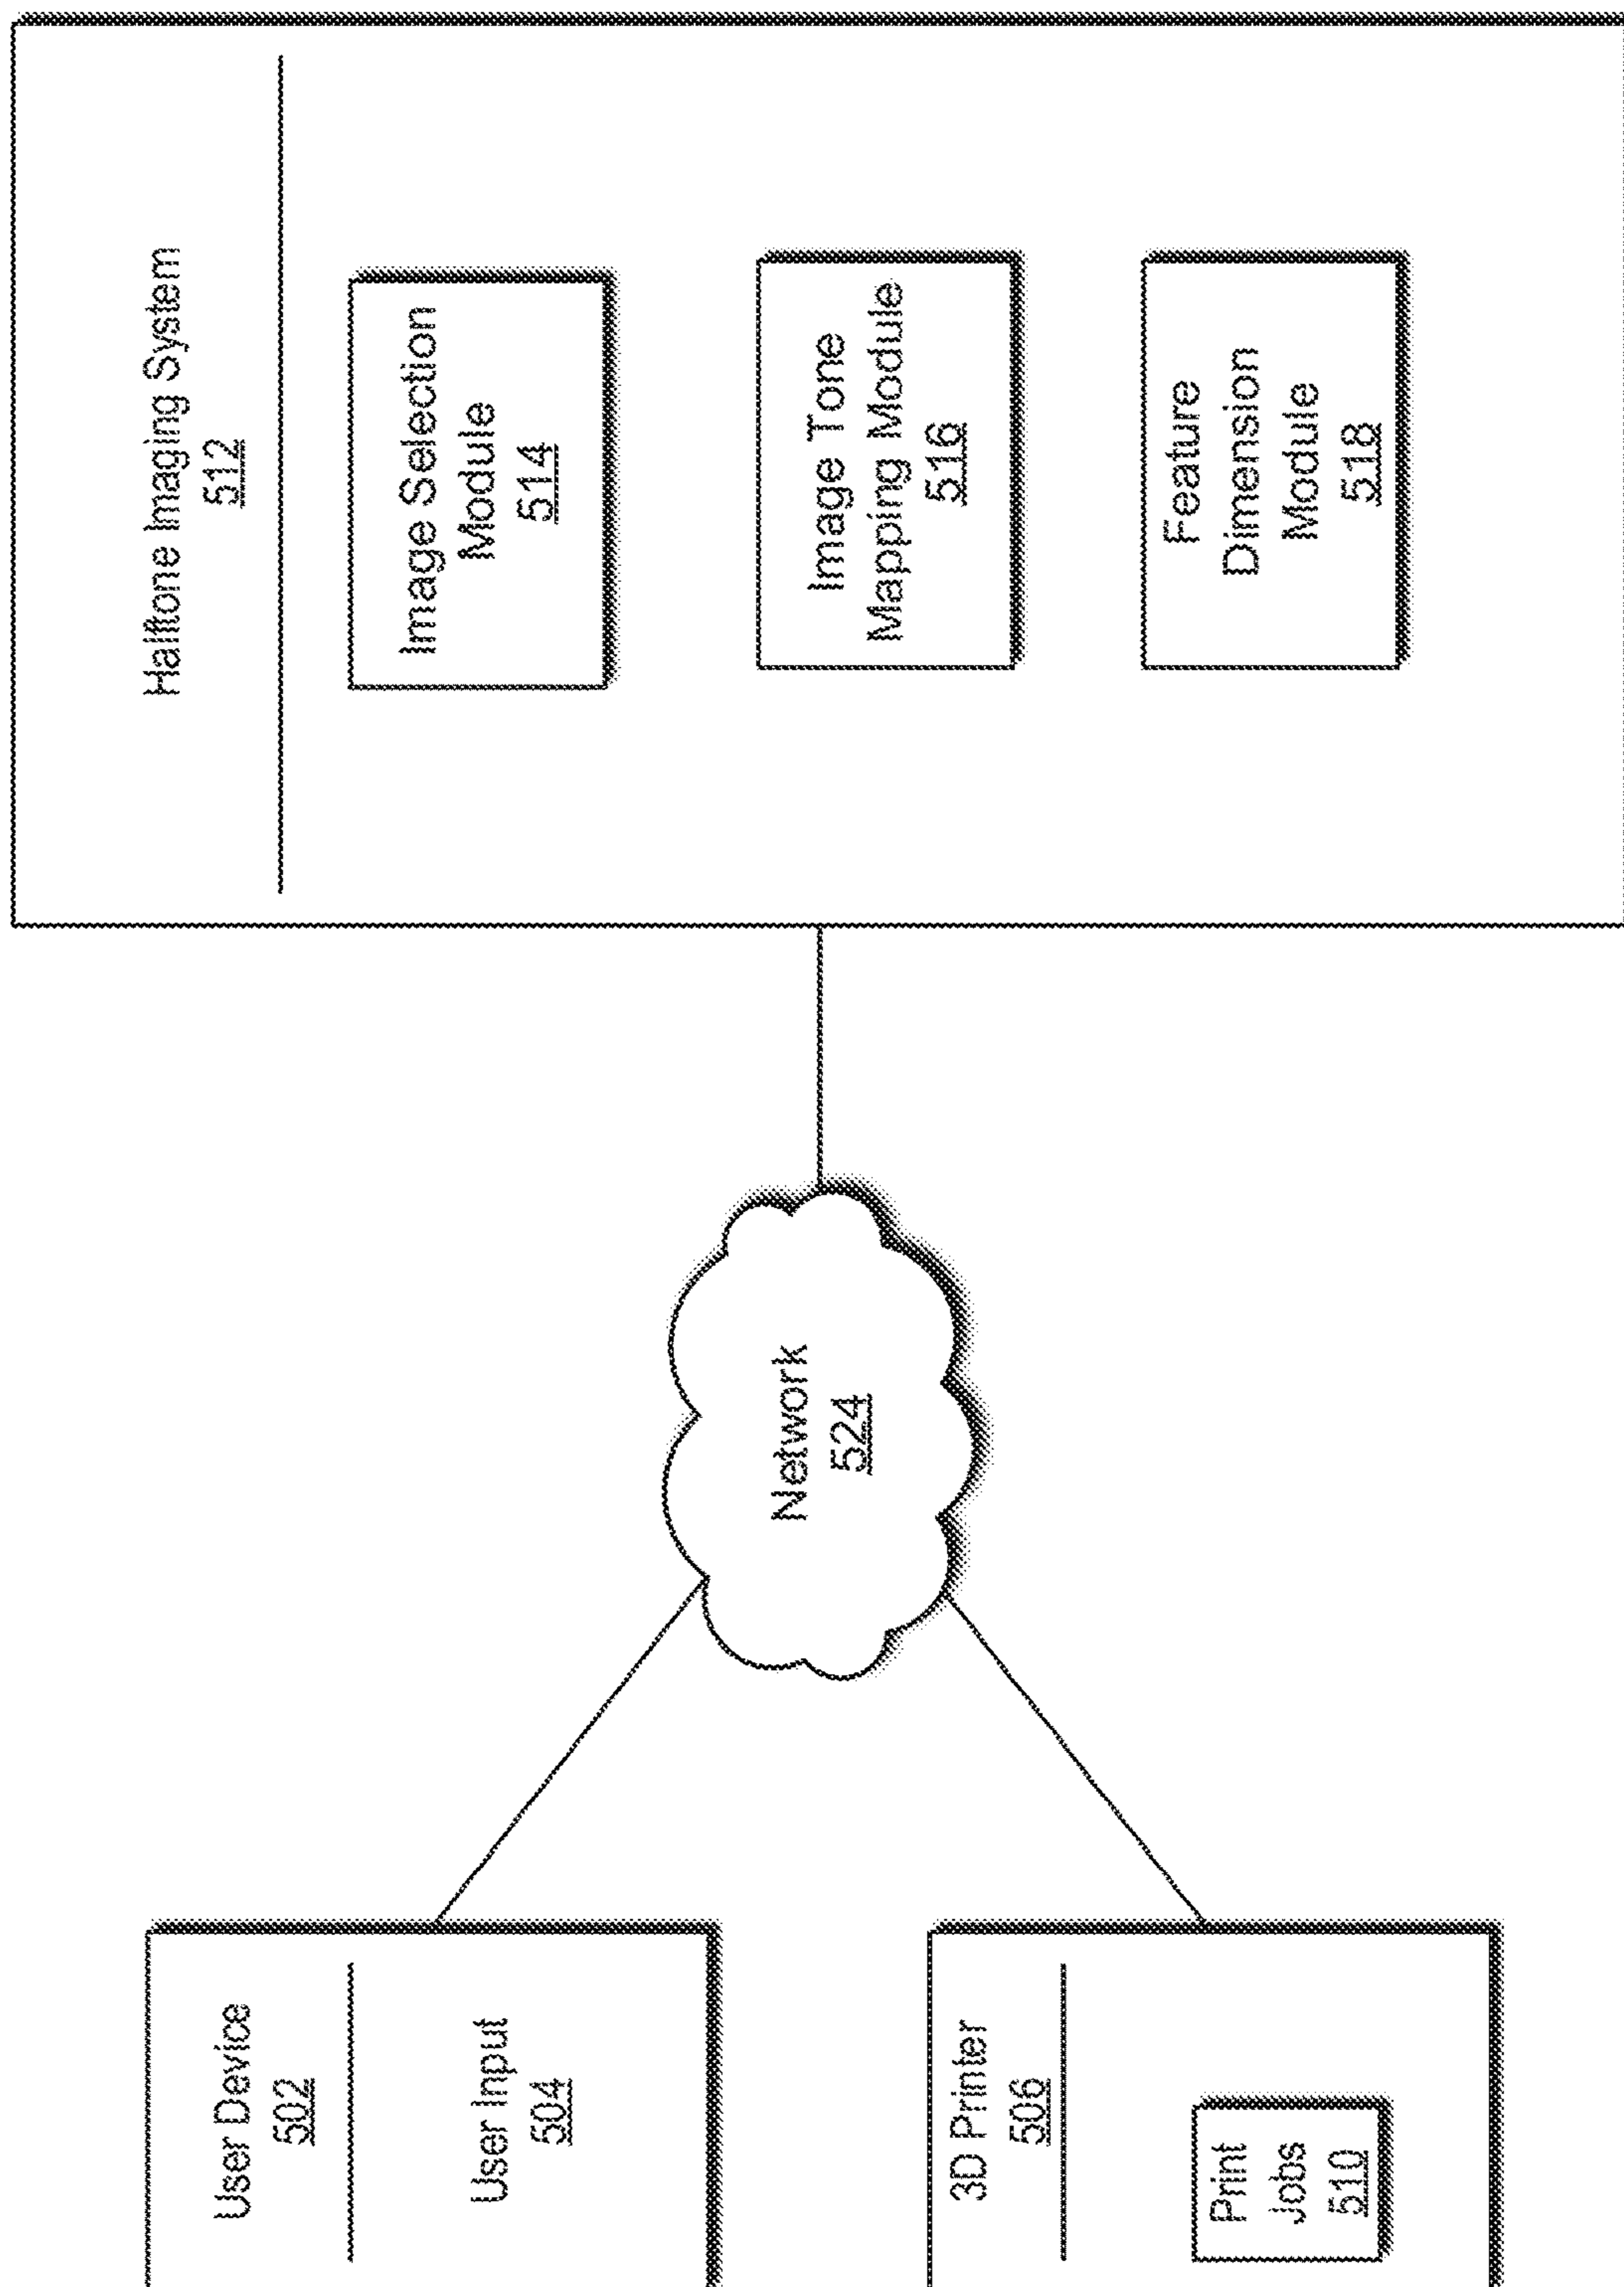 User Device
502
User Input
504
3D Printer
506
Print
Jobs
510
Network
524
Halftone Imaging System
512
Image Selection
Module
514
Image Tone
Mapping Module
516
Feature
Dimension
Module
518